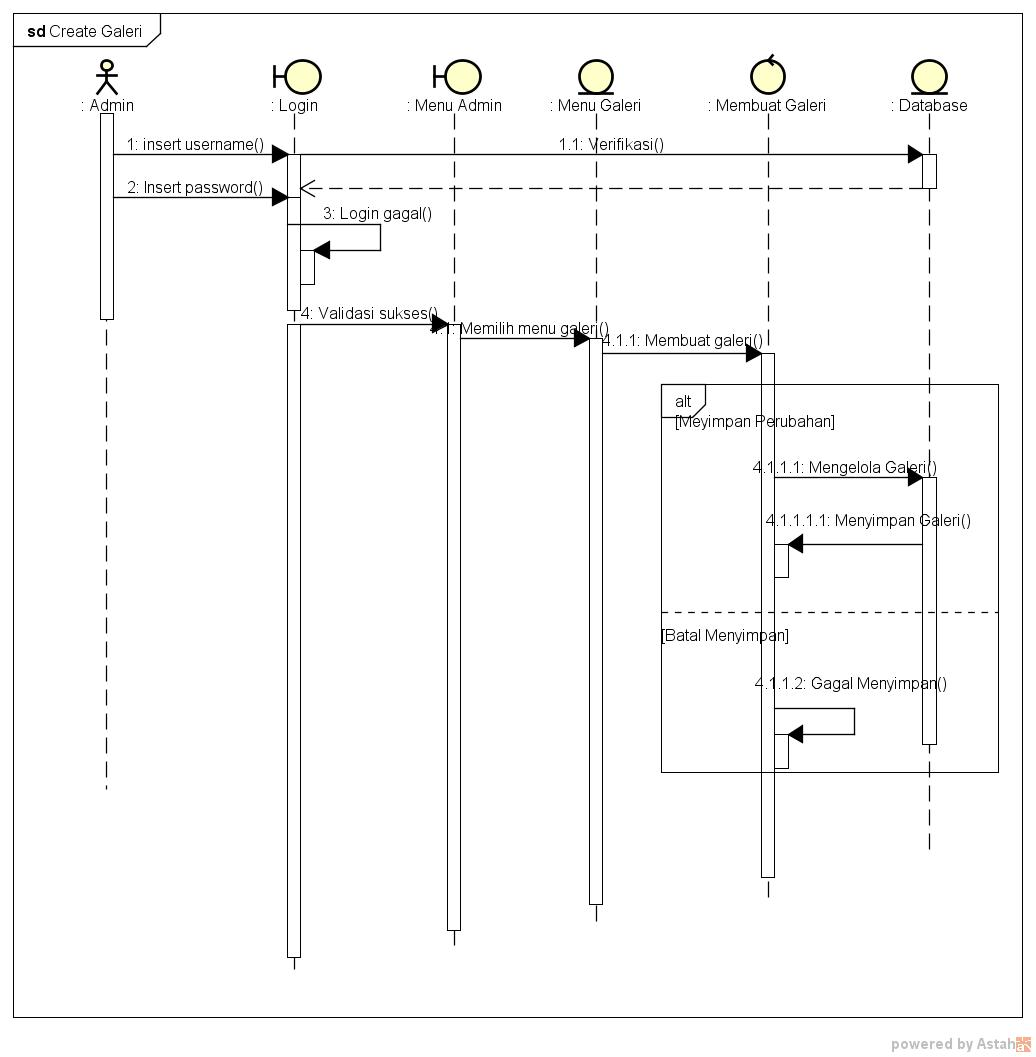 sd Create Galeri
: Admin
: Login
: Menu Admin
: Menu Galeri
: Membuat Galeri
: Database
1: insert username()
1.1: Verifikasi()
2: Insert password()
3: Login gagal()
4: Validasi sukses()
4.1: Memilih menu galeri()
4.1.1: Membuat galeri()
alt
[Meyimpan Perubahan]
4.1.1.1: Mengelola Galeri()
4.1.1.1.1: Menyimpan Galeri()
[Batal Menyimpan]
4.1.1.2: Gagal Menyimpan()
powered by Astah